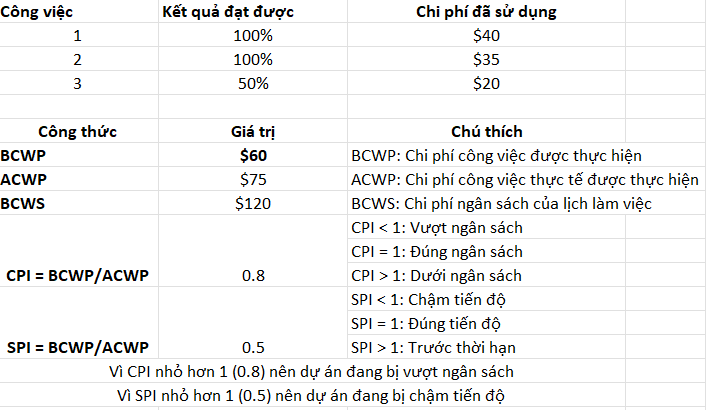 Công việc Kết quả đạt được Chi phí đã sử dụng
1 100% $40
2 100% $35
3 50% $20
Công thức Giá trị Chú thích
BCWP $60 BCWP: Chi phí công việc được thực hiện
ACWP $75 ACWP: Chi phí công việc thực tế được thực hiện
BCWS $120 BCWS: Chi phí ngân sách của lịch làm việc
CPI < 1: Vượt ngân sách
CPI = 1: Đúng ngân sách
CPI = BCWP/ACWP 0.8 CPI > 1: Dưới ngân sách
SPI < 1: Chậm tiến độ
SPI = 1: Đúng tiến độ
SPI = BCWP/ACWP 0.5 SPI > 1: Trước thời hạn
Vì CPI nhỏ hơn 1 (0.8) nên dự án đang bị vượt ngân sách
Vì SPI nhỏ hơn 1 (0.5) nên dự án đang bị chậm tiến độ